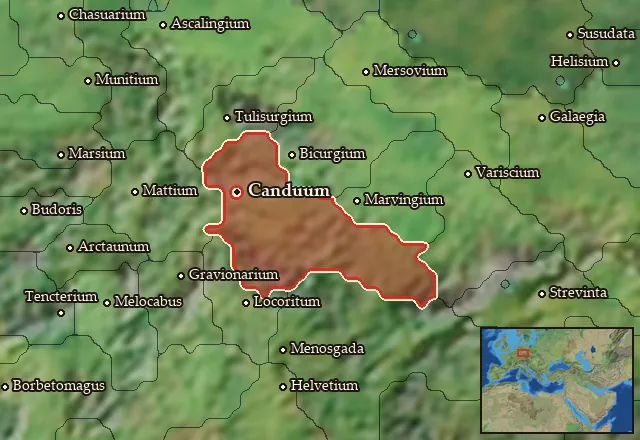 Chasuarium
Ascalingium
Susudata
Helisium
Mersovium
Munitium
Tulisurgium
Galaegia
Marsium
Bicurgium
Variscium
Mattium
Canduum
Marvingium
Budoris
Arctaunum
Gravionarium
Tencterium
Melocabus
Locoritum
Strevinta
Menosgada
Borbetomagus
Helvetium